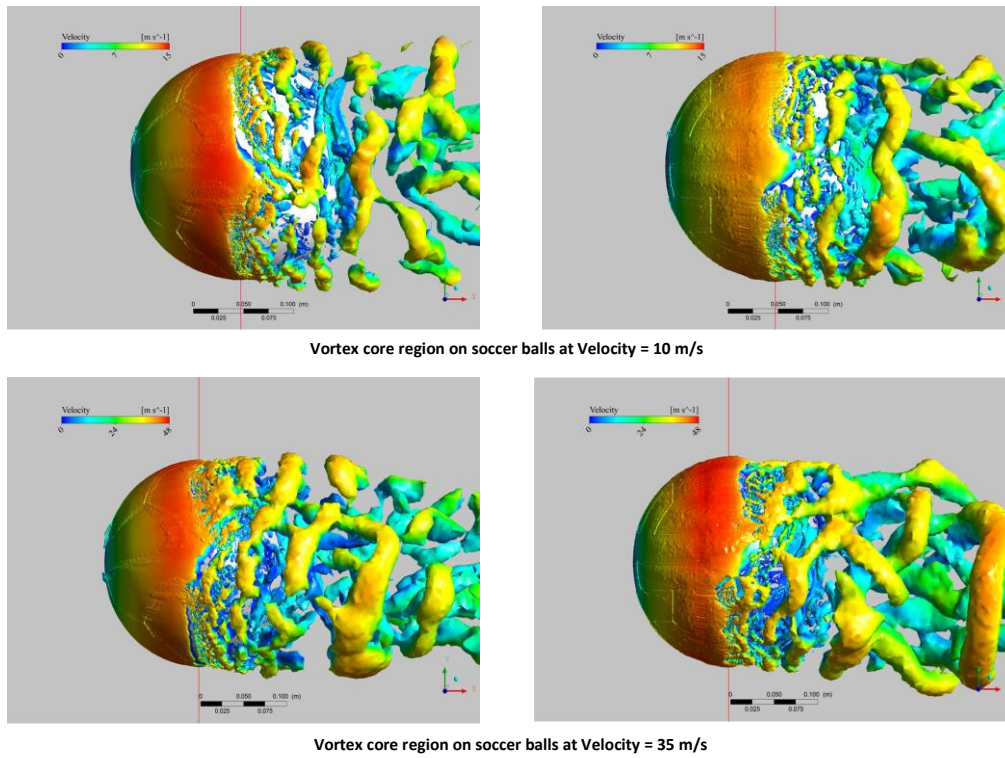 Velocity [m s^-1]
0 7 15
0 0.050 0.100 (m)
0.025 0.075
X
Velocity [m s^-1]
0 7 15
0 0.050 0.100 (m)
0.025 0.075
Vortex core region on soccer balls at Velocity = 10 m/s
Velocity [m s^-1]
0 24 48
0 0.050 0.100 (m)
0.025 0.075
Y
X
Velocity [m s^-1]
0 24 48
0 0.050 0.100 (m)
0.025 0.075
Vortex core region on soccer balls at Velocity = 35 m/s